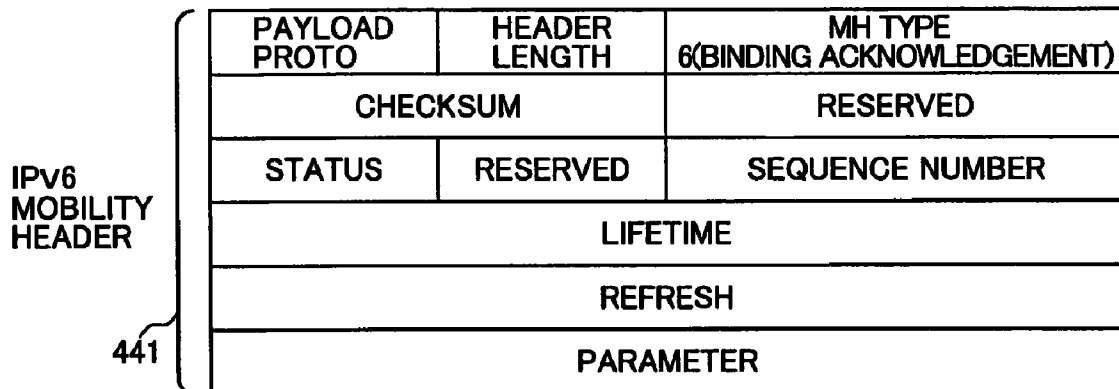 PAYLOAD PROTO
HEADER LENGTH
MH TYPE
6(BINDING ACKNOWLEDGEMENT)
CHECKSUM
RESERVED
STATUS
RESERVED
SEQUENCE NUMBER
LIFETIME
REFRESH
PARAMETER
IPv6
MOBILITY
HEADER
441